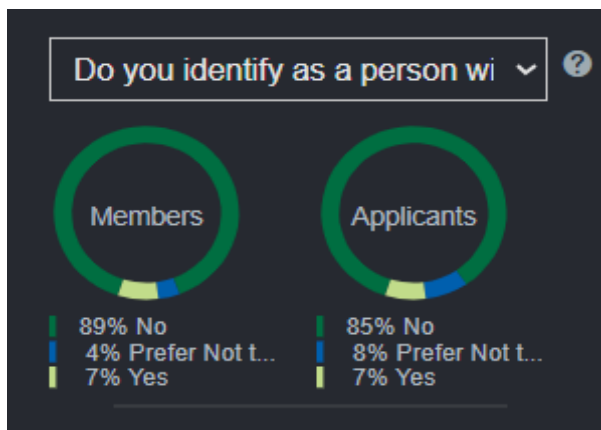 Do you identify as a person wi
Members
Applicants
89% No
4% Prefer Not t...
7% Yes
85% No
8% Prefer Not t...
7% Yes